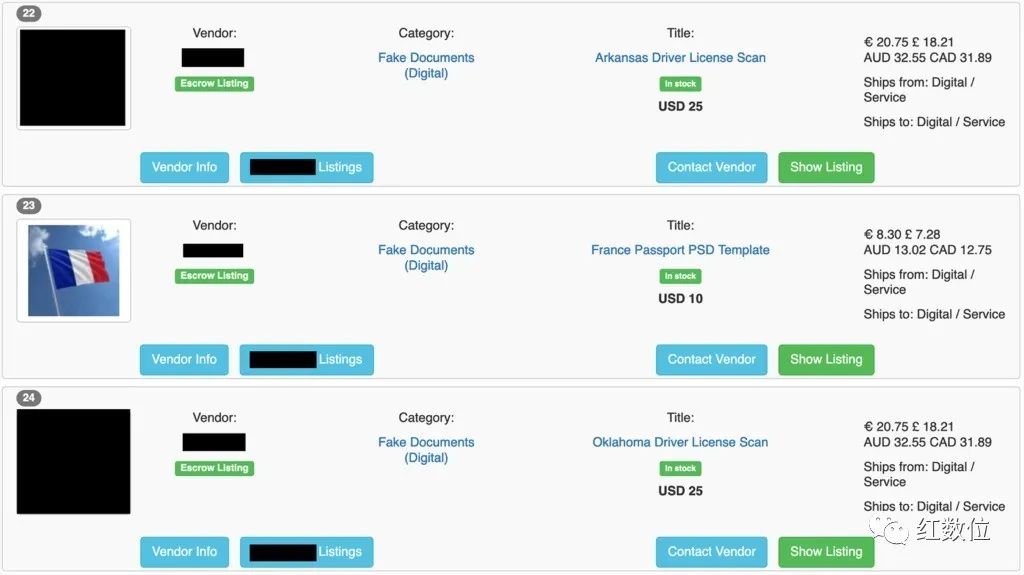 22
Vendor:
Escrow Listing
Category:
Fake Documents
(Digital)
Title:
Arkansas Driver License Scan
In stock
USD 25
€ 20.75 £ 18.21
AUD 32.55 CAD 31.89
Ships from: Digital /
Service
Ships to: Digital / Service
Vendor Info
Listings
Contact Vendor
Show Listing
23
Vendor:
Escrow Listing
Category:
Fake Documents
(Digital)
Title:
France Passport PSD Template
In stock
USD 10
€ 8.30 £ 7.28
AUD 13.02 CAD 12.75
Ships from: Digital /
Service
Ships to: Digital / Service
Vendor Info
Listings
Contact Vendor
Show Listing
24
Vendor:
Escrow Listing
Category:
Fake Documents
(Digital)
Title:
Oklahoma Driver License Scan
In stock
USD 25
€ 20.75 £ 18.21
AUD 32.55 CAD 31.89
Ships from: Digital /
Service
Ships to: Digital / Service
Vendor Info
Listings
Contact Vendor
Show Listing
红数位